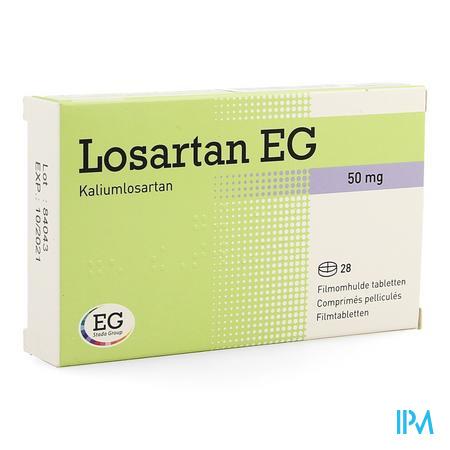 Losartan EG
Kaliumlosartan
50 mg
28
Filmomhulde tabletten
Comprimés pelliculés
Filmtabletten
EG
Stada Group
Lot : 84043
EXP.: 10/2021
IPM